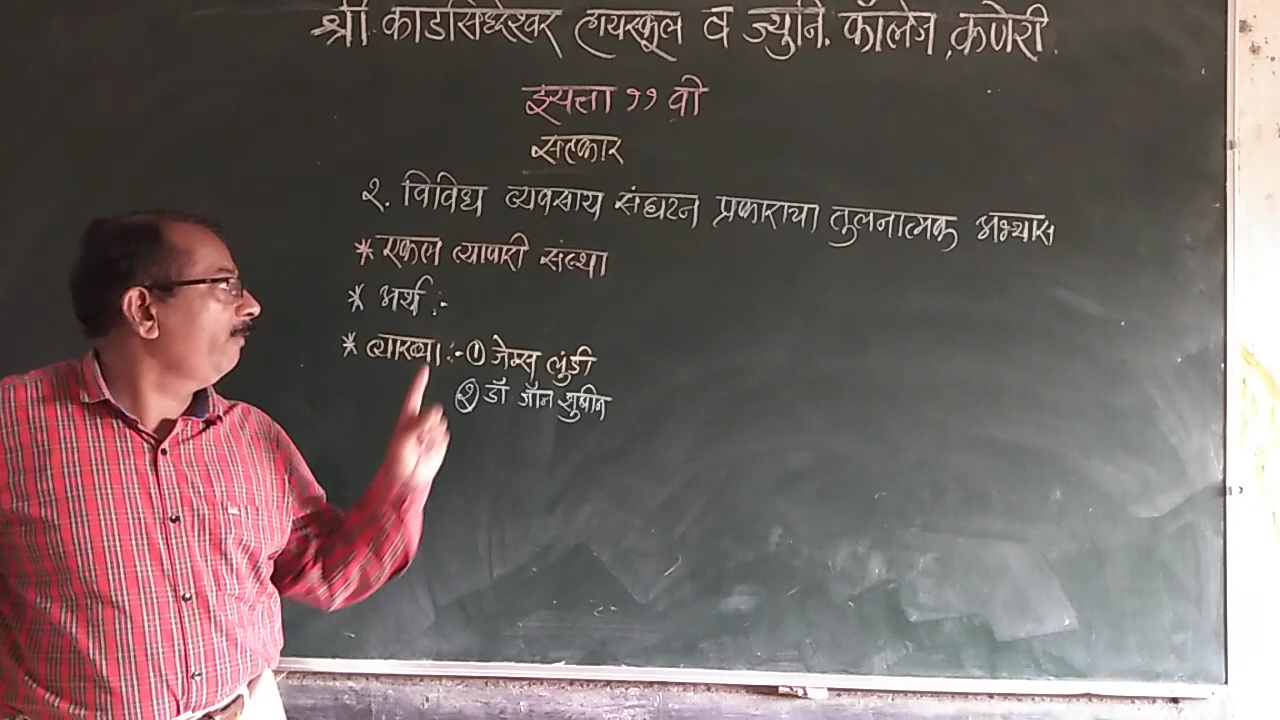 श्री. काडसिध्देश्वर हायस्कूल व ज्युनि. कॉलेज ,कणेरी.
इयत्ता ११ वी
सहकार
२. विविध व्यवसाय संघटन प्रकाराचा तुलनात्मक अभ्यास
* एकल व्यापारी संस्था
* अर्थ :-
* व्याख्या :- ① जेम्स लुंडी
② डॉ जॉन शुबीन